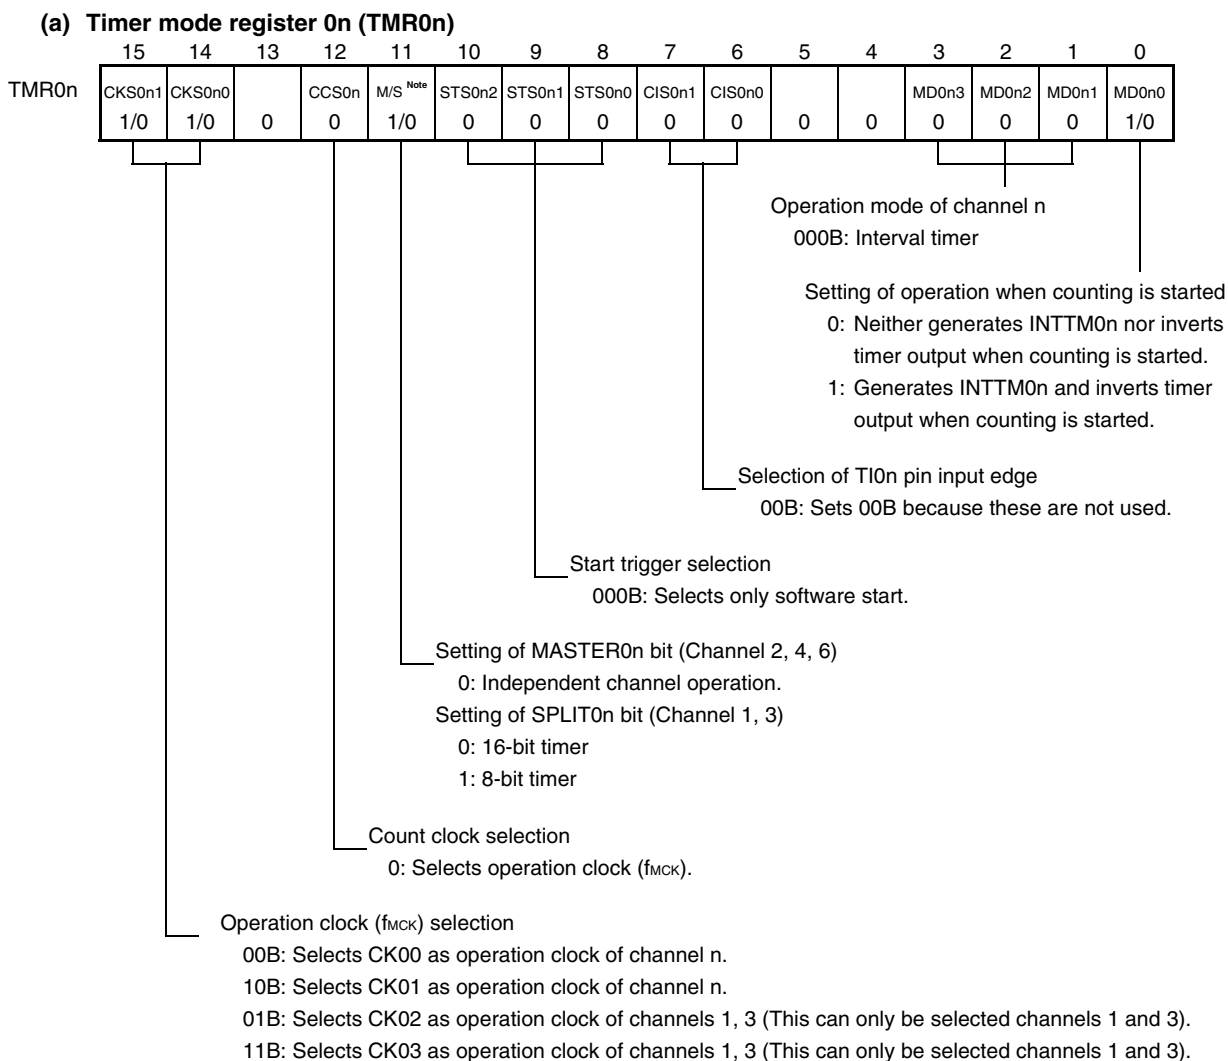 (a) Timer mode register 0n (TMR0n)
15 14 13 12 11 10 9 8 7 6 5 4 3 2 1 0
TMR0n CKS0n1 CKS0n0 CCS0n M/S Note STS0n2 STS0n1 STS0n0 CIS0n1 CIS0n0 MD0n3 MD0n2 MD0n1 MD0n0
1/0 1/0 0 0 1/0 0 0 0 0 0 0 0 0 0 0 1/0
Operation mode of channel n
000B: Interval timer
Setting of operation when counting is started
0: Neither generates INTTM0n nor inverts
timer output when counting is started.
1: Generates INTTM0n and inverts timer
output when counting is started.
Selection of TI0n pin input edge
00B: Sets 00B because these are not used.
Start trigger selection
000B: Selects only software start.
Setting of MASTER0n bit (Channel 2, 4, 6)
0: Independent channel operation.
Setting of SPLIT0n bit (Channel 1, 3)
0: 16-bit timer
1: 8-bit timer
Count clock selection
0: Selects operation clock (fMCK).
Operation clock (fMCK) selection
00B: Selects CK00 as operation clock of channel n.
10B: Selects CK01 as operation clock of channel n.
01B: Selects CK02 as operation clock of channels 1, 3 (This can only be selected channels 1 and 3).
11B: Selects CK03 as operation clock of channels 1, 3 (This can only be selected channels 1 and 3).